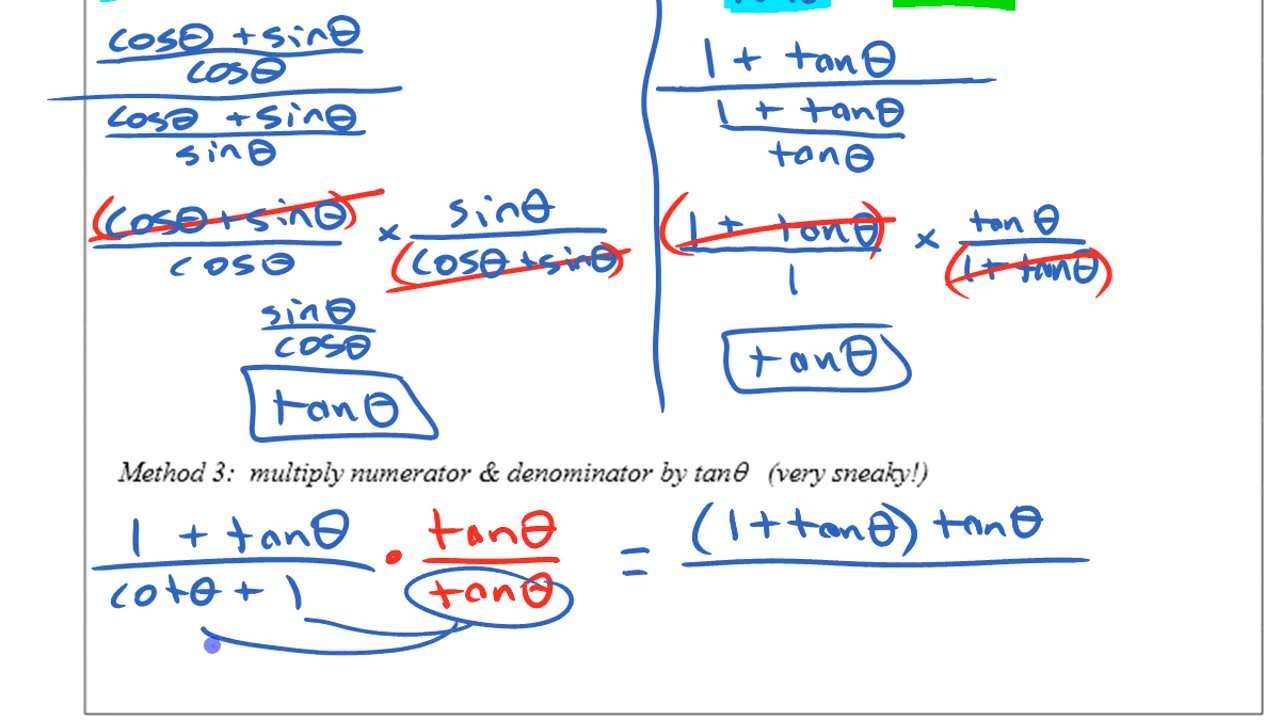 cosθ + sinθ
cosθ
cosθ + sinθ
sinθ
(cosθ + sinθ) × sinθ
cosθ (cosθ + sinθ)
sinθ
cosθ
tanθ
1 + tanθ
1 + tanθ
tanθ
(1 + tanθ) × tanθ
1 (1 + tanθ)
tanθ
Method 3: multiply numerator & denominator by tanθ (very sneaky!)
1 + tanθ · tanθ = (1 + tanθ) tanθ
cotθ + 1 tanθ